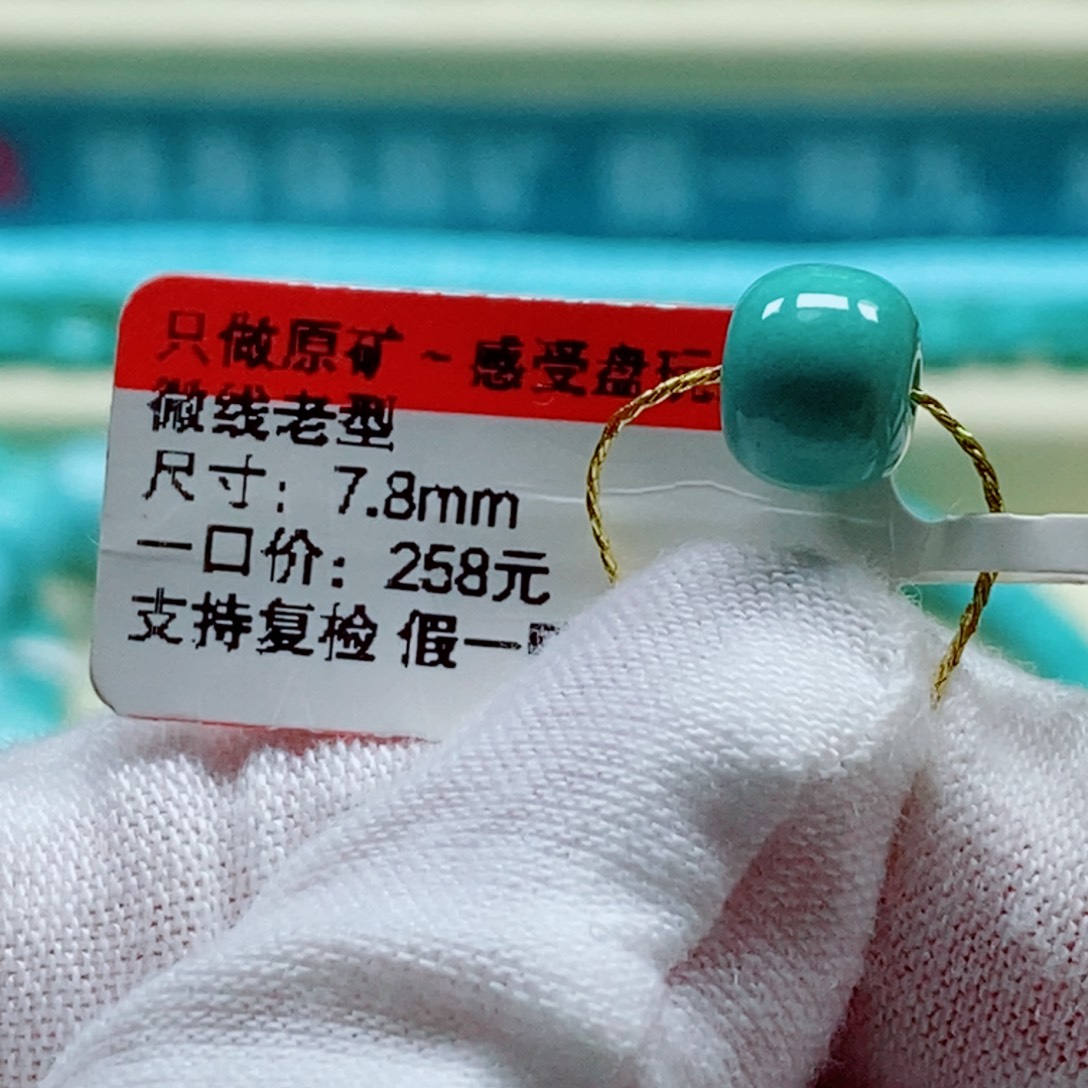 只做原矿~感受盘玩
微线老型
尺寸：7.8mm
一口价：258元
支持复检 假一